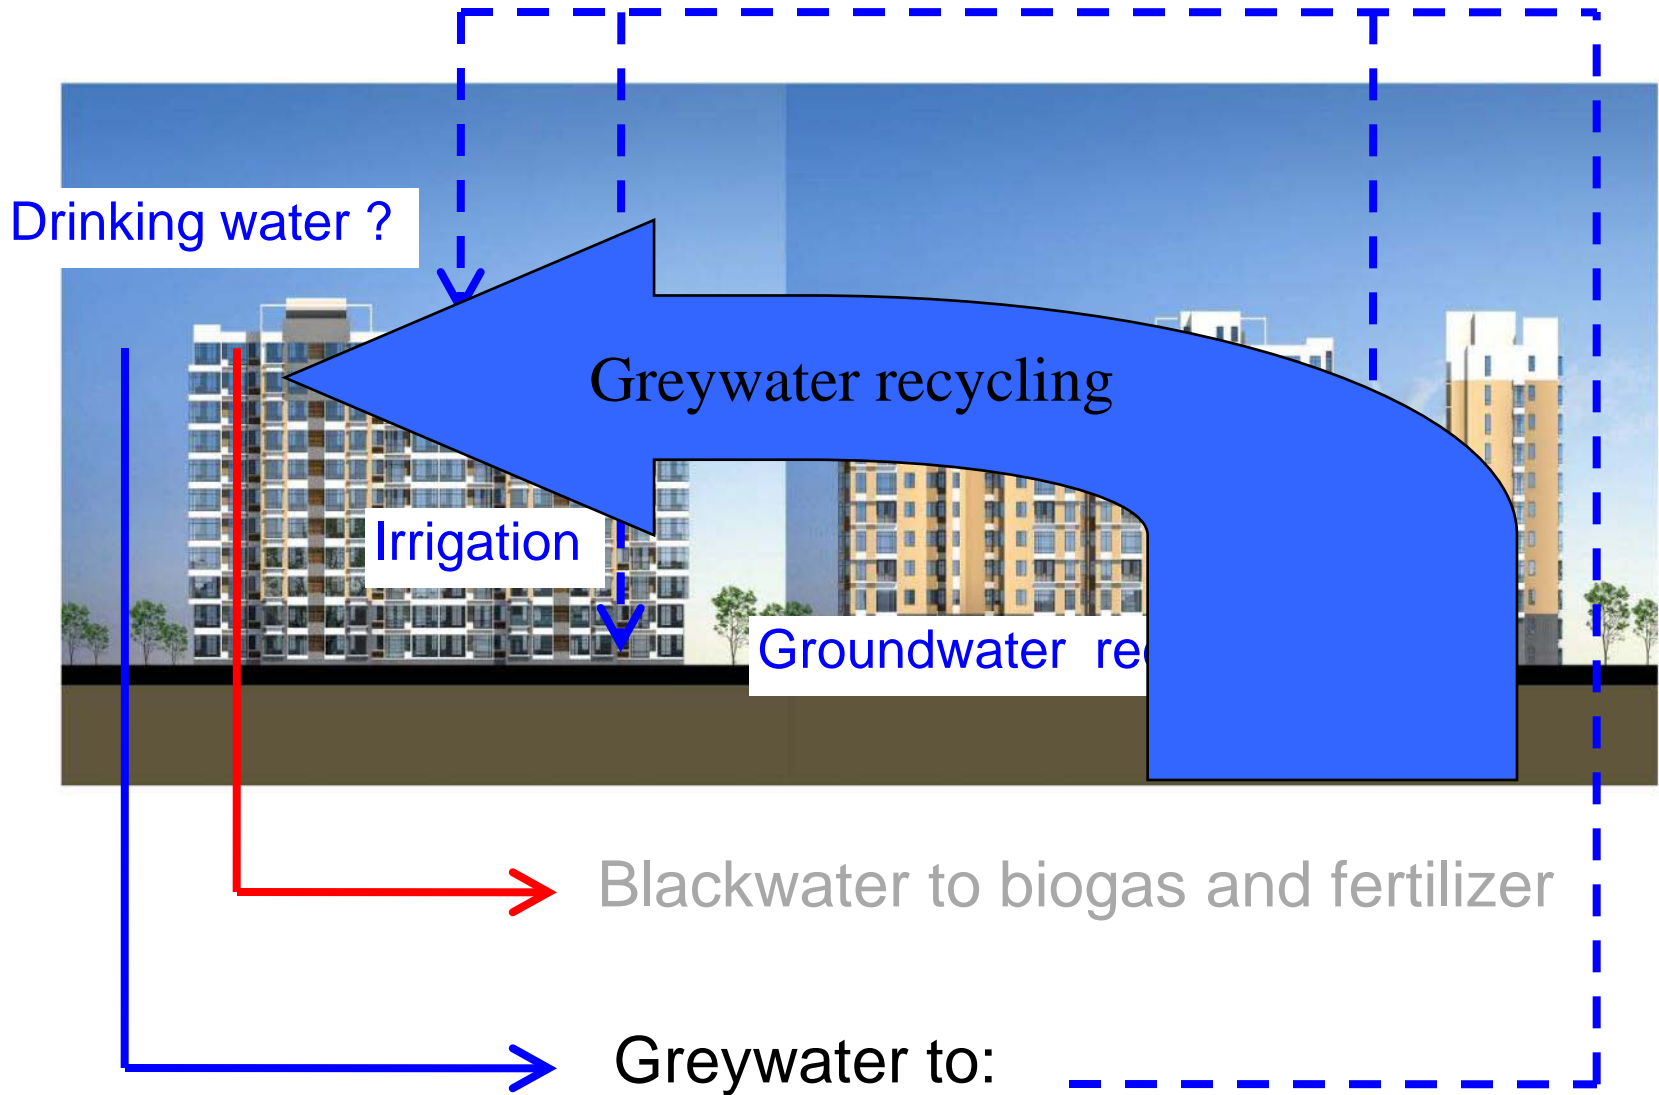 Drinking water ?
Greywater recycling
Irrigation
Groundwater
Blackwater to biogas and fertilizer
Greywater to: